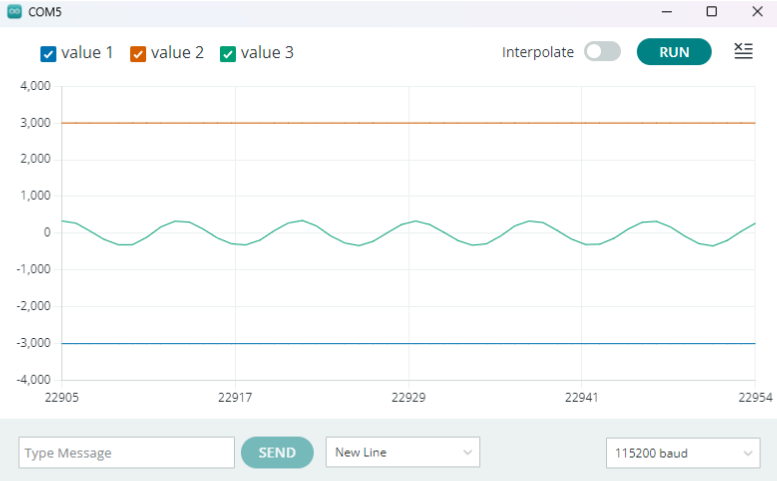 COM5
value 1 value 2 value 3 Interpolate RUN
4,000
3,000
2,000
1,000
0
-1,000
-2,000
-3,000
-4,000
22905 22917 22929 22941 22954
Type Message SEND New Line 115200 baud